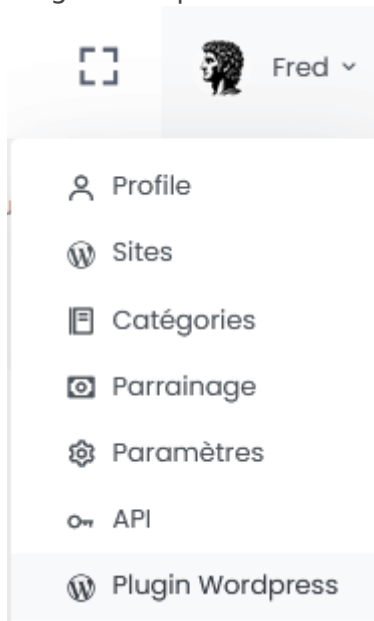 Fred
Profile
Sites
Catégories
Parrainage
Paramètres
API
Plugin Wordpress